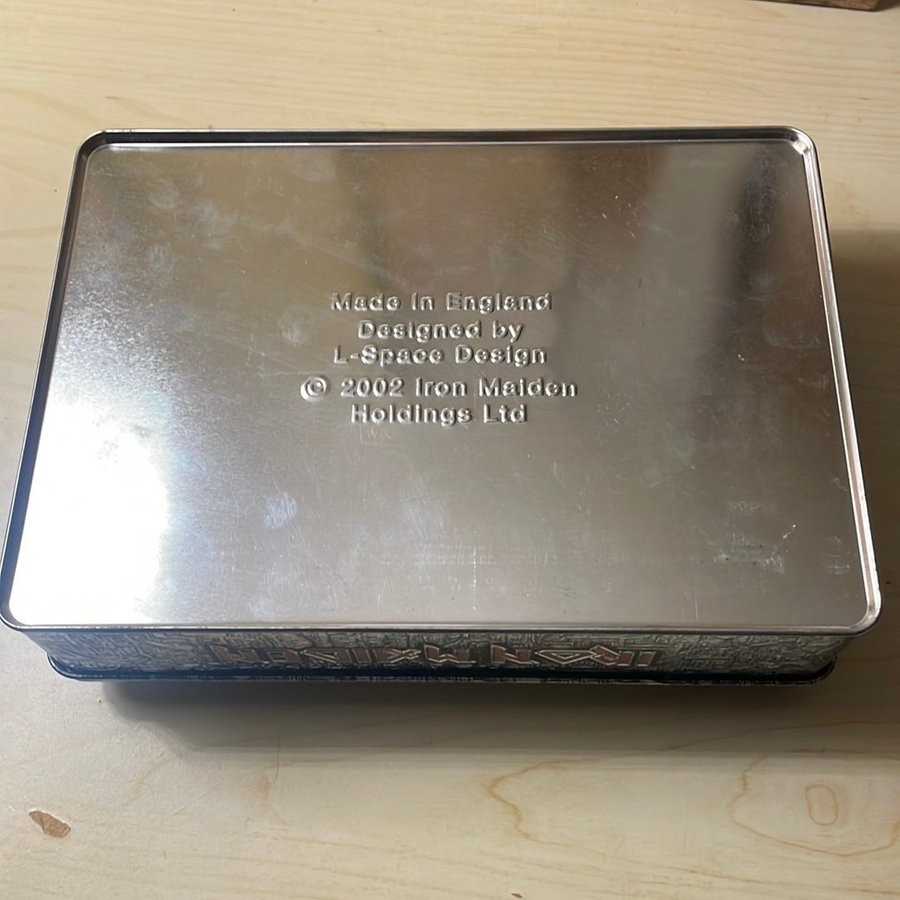 Made in England
Designed by
L-Space Design
© 2002 Iron Maiden
Holdings Ltd
IRON MAIDEN